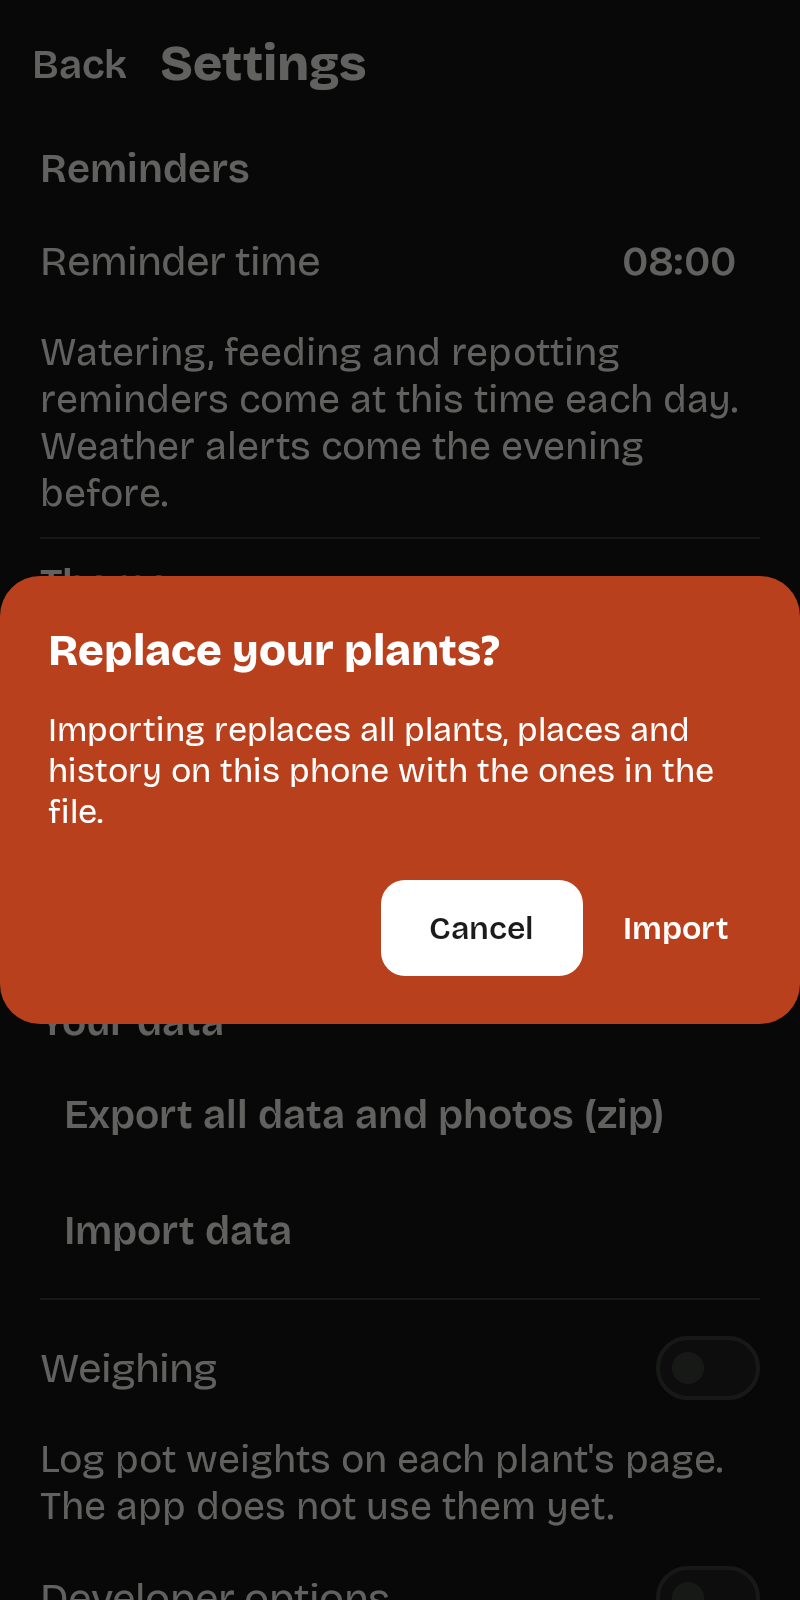 Back Settings
Reminders
Reminder time 08:00
Watering, feeding and repotting
reminders come at this time each day.
Weather alerts come the evening
before.
Replace your plants?
Importing replaces all plants, places and
history on this phone with the ones in the
file.
Cancel Import
Your data
Export all data and photos (zip)
Import data
Weighing
Log pot weights on each plant's page.
The app does not use them yet.
Developer options